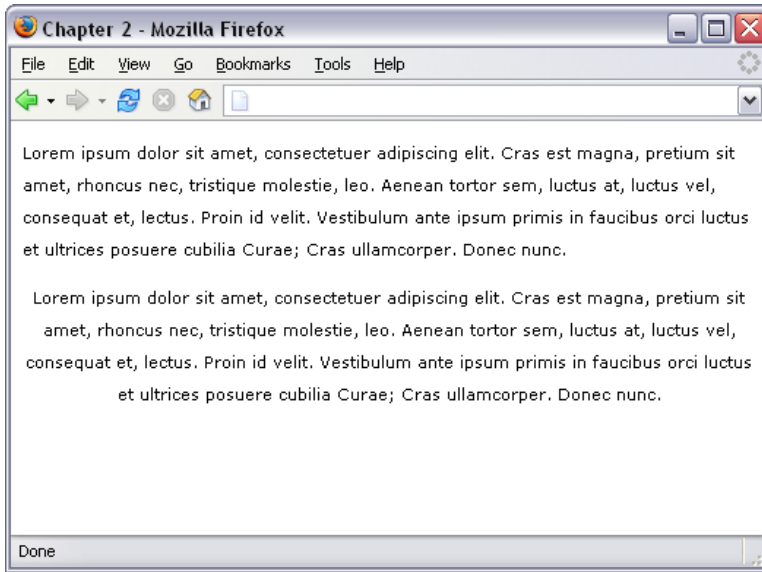 Chapter 2 - Mozilla Firefox
File Edit View Go Bookmarks Tools Help
Lorem ipsum dolor sit amet, consectetuer adipiscing elit. Cras est magna, pretium sit
amet, rhoncus nec, tristique molestie, leo. Aenean tortor sem, luctus at, luctus vel,
consequat et, lectus. Proin id velit. Vestibulum ante ipsum primis in faucibus orci luctus
et ultrices posuere cubilia Curae; Cras ullamcorper. Donec nunc.
Lorem ipsum dolor sit amet, consectetuer adipiscing elit. Cras est magna, pretium sit
amet, rhoncus nec, tristique molestie, leo. Aenean tortor sem, luctus at, luctus vel,
consequat et, lectus. Proin id velit. Vestibulum ante ipsum primis in faucibus orci luctus
et ultrices posuere cubilia Curae; Cras ullamcorper. Donec nunc.
Done